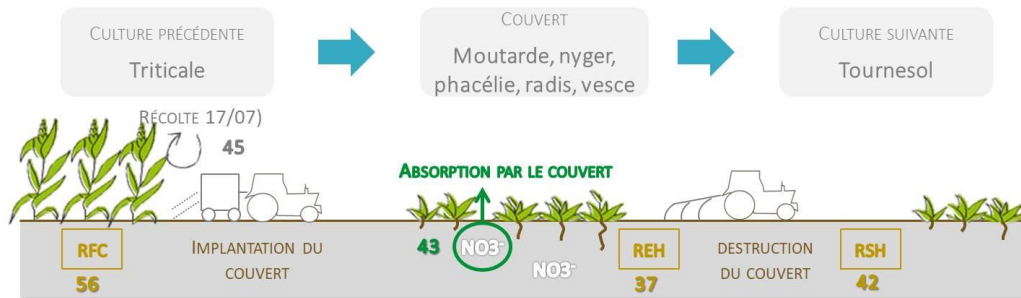 CULTURE PRÉCÉDENTE
Triticale
COUVERT
Moutarde, nyger,
phacélie, radis, vesce
CULTURE SUIVANTE
Tournesol
RÉCOLTE 17/07)
45
ABSORPTION PAR LE COUVERT
RFC
56
IMPLANTATION DU
COUVERT
43
NO3-
NO3-
REH
37
DESTRUCTION
DU COUVERT
RSH
42